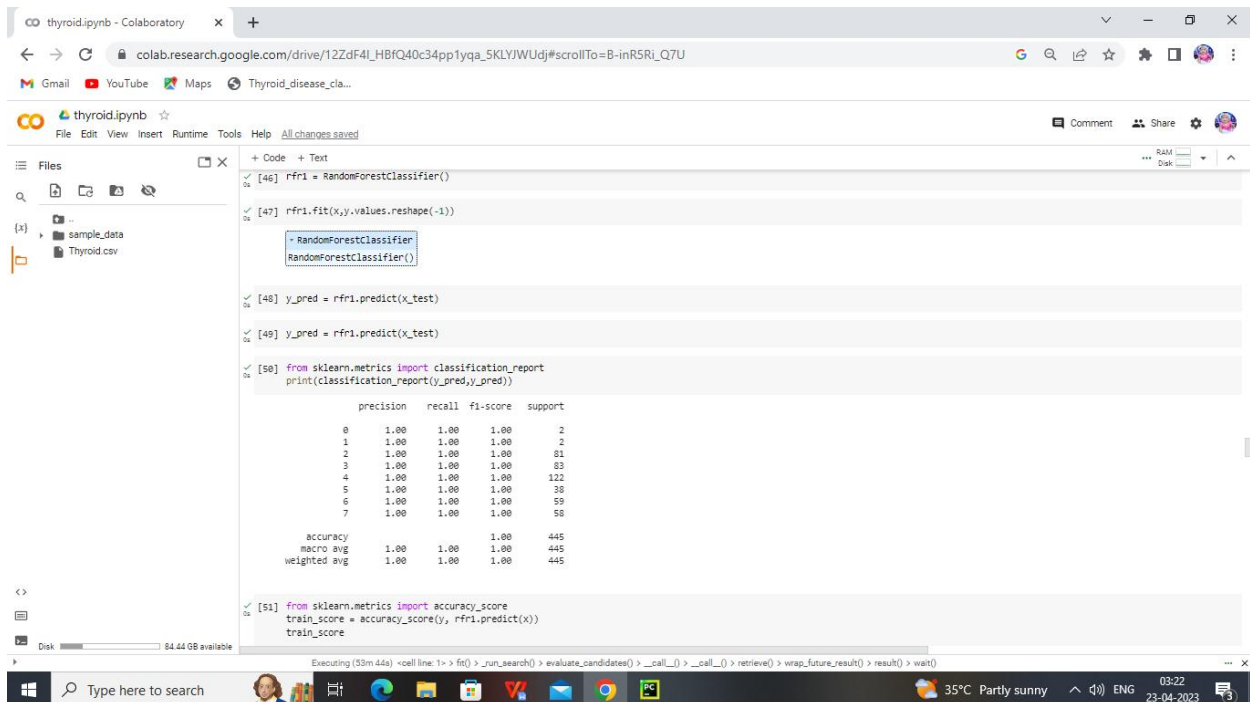 thyroid.ipynb - Colaboratory
colab.research.google.com/drive/12ZdF4I_HBfQ40c34pp1yqa_5KLYJWUdj#scrollTo=B-inR5Ri_Q7U
Gmail YouTube Maps Thyroid_disease_cla...
thyroid.ipynb
Comment Share
File Edit View Insert Runtime Tools Help All changes saved
Files
+ Code + Text
RAM
Disk
..
sample_data
Thyroid.csv
{x}
[46] rfr1 = RandomForestClassifier()
0s
[47] rfr1.fit(x,y.values.reshape(-1))
0s
RandomForestClassifier
RandomForestClassifier()
[48] y_pred = rfr1.predict(x_test)
0s
[49] y_pred = rfr1.predict(x_test)
0s
[50] from sklearn.metrics import classification_report
0s
print(classification_report(y_pred,y_pred))
precision recall f1-score support
0 1.00 1.00 1.00 2
1 1.00 1.00 1.00 2
2 1.00 1.00 1.00 81
3 1.00 1.00 1.00 83
4 1.00 1.00 1.00 122
5 1.00 1.00 1.00 38
6 1.00 1.00 1.00 59
7 1.00 1.00 1.00 58
accuracy 1.00 445
macro avg 1.00 1.00 1.00 445
weighted avg 1.00 1.00 1.00 445
[51] from sklearn.metrics import accuracy_score
0s
train_score = accuracy_score(y, rfr1.predict(x))
train_score
Disk 84.44 GB available
Executing (53m 44s) <cell line: 1> > fit() > _run_search() > evaluate_candidates() > __call__() > __call__() > retrieve() > wrap_future_result() > result() > wait()
Type here to search
PC
35°C Partly sunny
ENG
03:22
23-04-2023
3